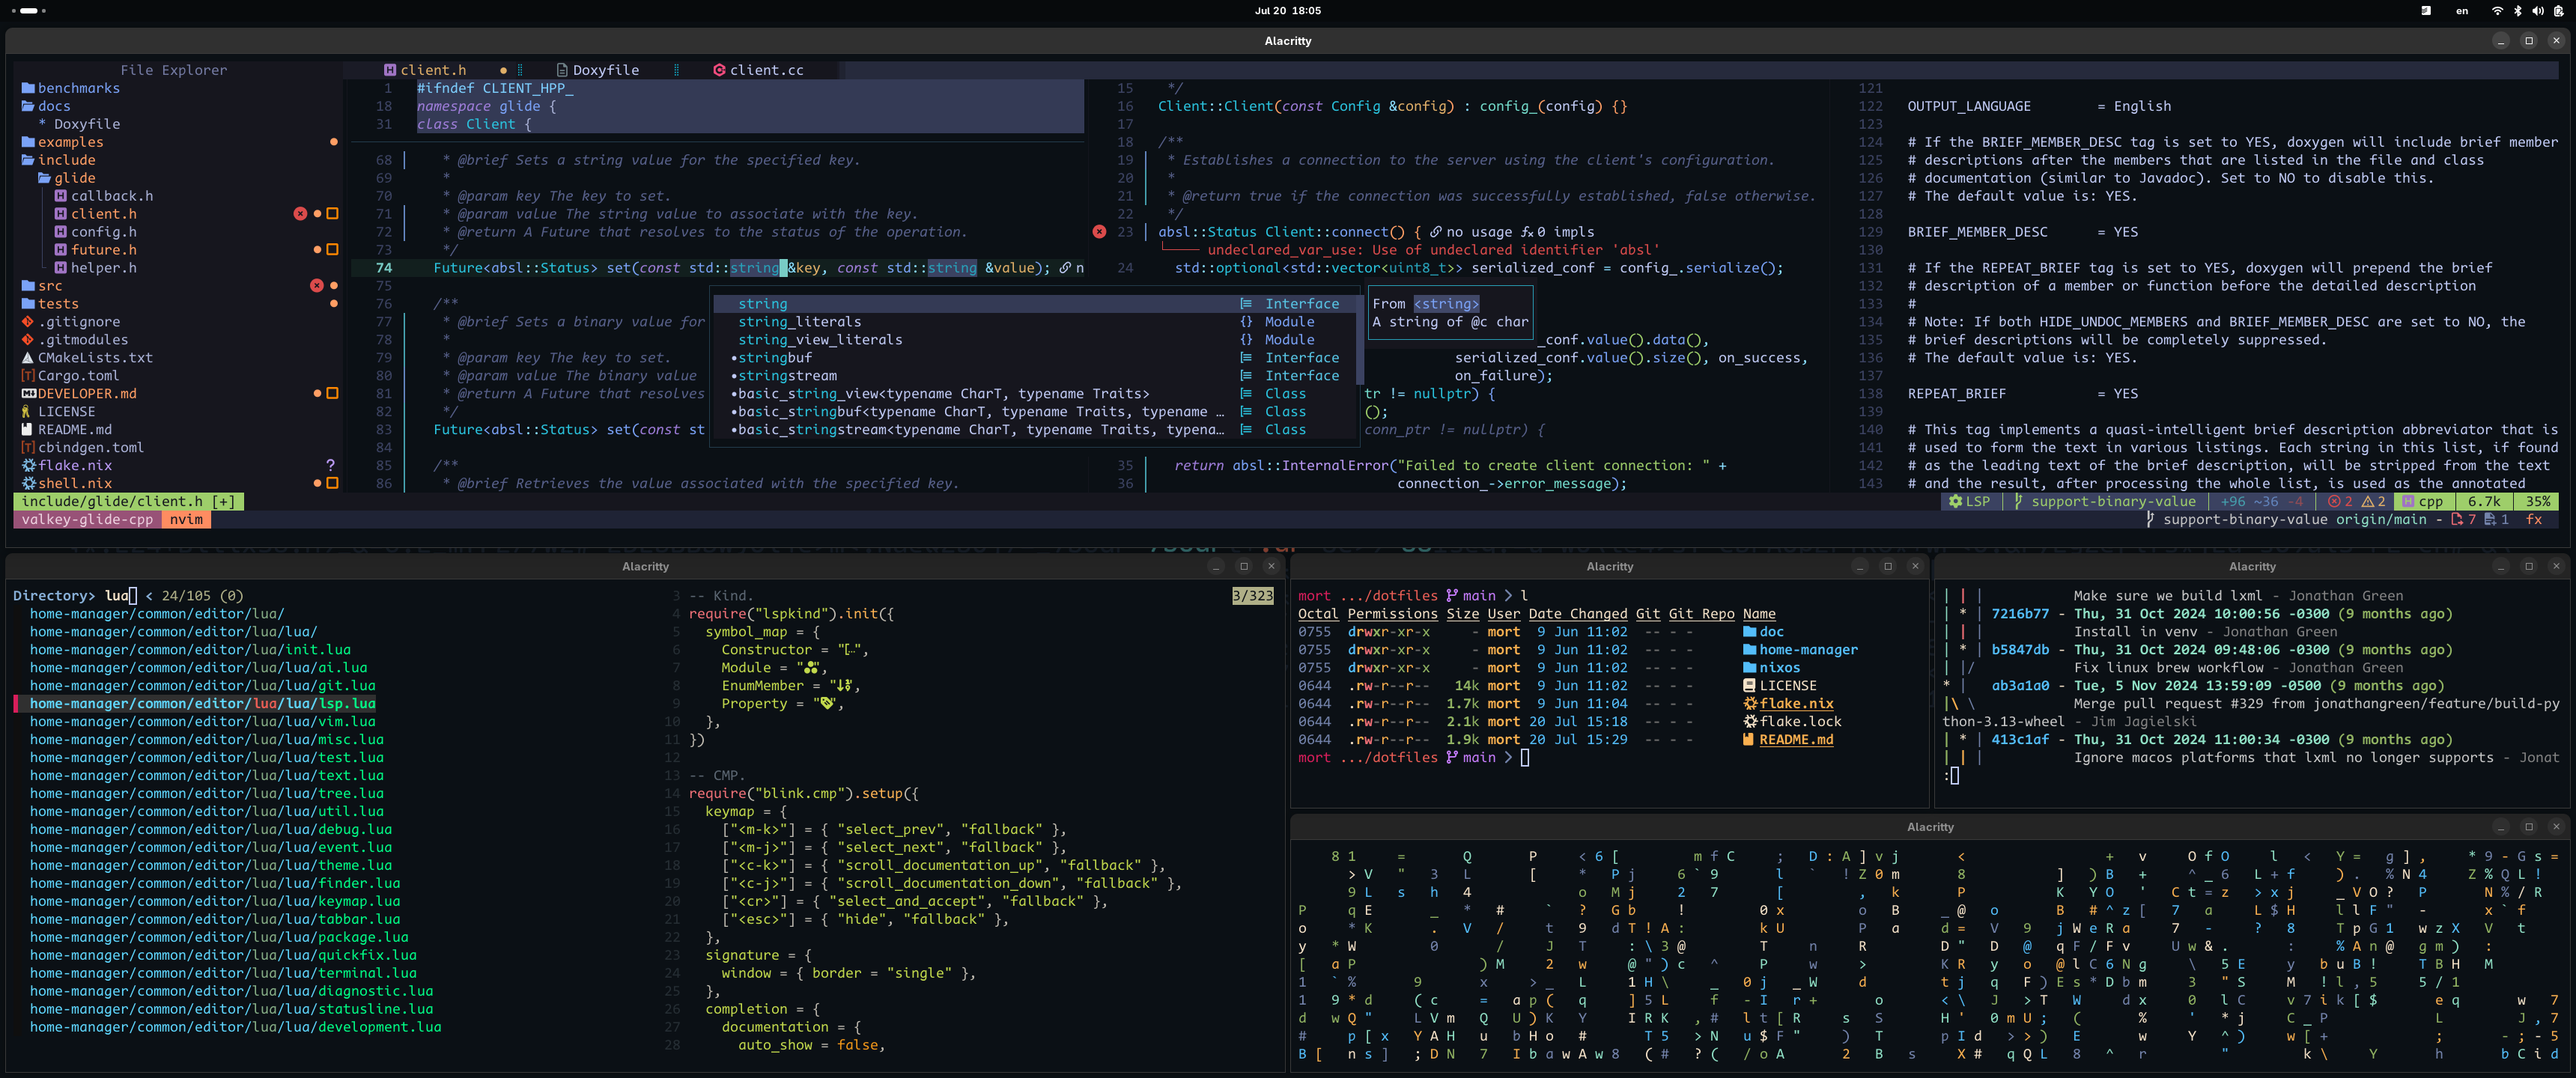 Jul 20 18:05
en
Alacritty
File Explorer
benchmarks
docs
* Doxyfile
examples
include
glide
callback.h
client.h
config.h
future.h
helper.h
src
tests
.gitignore
.gitmodules
CMakeLists.txt
Cargo.toml
DEVELOPER.md
LICENSE
README.md
cbindgen.toml
flake.nix ?
shell.nix
client.h Doxyfile client.cc
1 #ifndef CLIENT_HPP_
18 namespace glide {
31 class Client {
68 * @brief Sets a string value for the specified key.
69 *
70 * @param key The key to set.
71 * @param value The string value to associate with the key.
72 * @return A Future that resolves to the status of the operation.
73 */
74 Future<absl::Status> set(const std::string &key, const std::string &value); n
75
76 /**
77 * @brief Sets a binary value for
78 *
79 * @param key The key to set.
80 * @param value The binary value
81 * @return A Future that resolves
82 */
83 Future<absl::Status> set(const st
84
85 /**
86 * @brief Retrieves the value associated with the specified key.
string Interface
string_literals {} Module
string_view_literals {} Module
•stringbuf Interface
•stringstream Interface
•basic_string_view<typename CharT, typename Traits> Class
•basic_stringbuf<typename CharT, typename Traits, typename … Class
•basic_stringstream<typename CharT, typename Traits, typena… Class
From <string>
A string of @c char
15 */
16 Client::Client(const Config &config) : config_(config) {}
17
18 /**
19 * Establishes a connection to the server using the client's configuration.
20 *
21 * @return true if the connection was successfully established, false otherwise.
22 */
23 absl::Status Client::connect() { no usage 0 impls
undeclared_var_use: Use of undeclared identifier 'absl'
24 std::optional<std::vector<uint8_t>> serialized_conf = config_.serialize();
_conf.value().data(),
serialized_conf.value().size(), on_success,
on_failure);
tr != nullptr) {
();
conn_ptr != nullptr) {
35 return absl::InternalError("Failed to create client connection: " +
36 connection_->error_message);
121
122 OUTPUT_LANGUAGE = English
123
124 # If the BRIEF_MEMBER_DESC tag is set to YES, doxygen will include brief member
125 # descriptions after the members that are listed in the file and class
126 # documentation (similar to Javadoc). Set to NO to disable this.
127 # The default value is: YES.
128
129 BRIEF_MEMBER_DESC = YES
130
131 # If the REPEAT_BRIEF tag is set to YES, doxygen will prepend the brief
132 # description of a member or function before the detailed description
133 #
134 # Note: If both HIDE_UNDOC_MEMBERS and BRIEF_MEMBER_DESC are set to NO, the
135 # brief descriptions will be completely suppressed.
136 # The default value is: YES.
137
138 REPEAT_BRIEF = YES
139
140 # This tag implements a quasi-intelligent brief description abbreviator that is
141 # used to form the text in various listings. Each string in this list, if found
142 # as the leading text of the brief description, will be stripped from the text
143 # and the result, after processing the whole list, is used as the annotated
include/glide/client.h [+] LSP support-binary-value +96 ~36 -4 2 2 cpp 6.7k 35%
valkey-glide-cpp nvim support-binary-value origin/main - 7 1 fx
Alacritty
Directory> lua < 24/105 (0)
home-manager/common/editor/lua/
home-manager/common/editor/lua/lua/
home-manager/common/editor/lua/init.lua
home-manager/common/editor/lua/lua/ai.lua
home-manager/common/editor/lua/lua/git.lua
home-manager/common/editor/lua/lua/lsp.lua
home-manager/common/editor/lua/lua/vim.lua
home-manager/common/editor/lua/lua/misc.lua
home-manager/common/editor/lua/lua/test.lua
home-manager/common/editor/lua/lua/text.lua
home-manager/common/editor/lua/lua/tree.lua
home-manager/common/editor/lua/lua/util.lua
home-manager/common/editor/lua/lua/debug.lua
home-manager/common/editor/lua/lua/event.lua
home-manager/common/editor/lua/lua/theme.lua
home-manager/common/editor/lua/lua/finder.lua
home-manager/common/editor/lua/lua/keymap.lua
home-manager/common/editor/lua/lua/tabbar.lua
home-manager/common/editor/lua/lua/package.lua
home-manager/common/editor/lua/lua/quickfix.lua
home-manager/common/editor/lua/lua/terminal.lua
home-manager/common/editor/lua/lua/diagnostic.lua
home-manager/common/editor/lua/lua/statusline.lua
home-manager/common/editor/lua/lua/development.lua
3/323
3 -- Kind.
4 require("lspkind").init({
5 symbol_map = {
6 Constructor = "",
7 Module = "",
8 EnumMember = "",
9 Property = "",
10 },
11 })
12
13 -- CMP.
14 require("blink.cmp").setup({
15 keymap = {
16 ["<m-k>"] = { "select_prev", "fallback" },
17 ["<m-j>"] = { "select_next", "fallback" },
18 ["<c-k>"] = { "scroll_documentation_up", "fallback" },
19 ["<c-j>"] = { "scroll_documentation_down", "fallback" },
20 ["<cr>"] = { "select_and_accept", "fallback" },
21 ["<esc>"] = { "hide", "fallback" },
22 },
23 signature = {
24 window = { border = "single" },
25 },
26 completion = {
27 documentation = {
28 auto_show = false,
Alacritty
mort .../dotfiles main > l
Octal Permissions Size User Date Changed Git Git Repo Name
0755 drwxr-xr-x - mort 9 Jun 11:02 -- - - doc
0755 drwxr-xr-x - mort 9 Jun 11:02 -- - - home-manager
0755 drwxr-xr-x - mort 9 Jun 11:02 -- - - nixos
0644 .rw-r--r-- 14k mort 9 Jun 11:02 -- - - LICENSE
0644 .rw-r--r-- 1.7k mort 9 Jun 11:04 -- - - flake.nix
0644 .rw-r--r-- 2.1k mort 20 Jul 15:18 -- - - flake.lock
0644 .rw-r--r-- 1.9k mort 20 Jul 15:29 -- - - README.md
mort .../dotfiles main >
Alacritty
| | | Make sure we build lxml - Jonathan Green
| * | 7216b77 - Thu, 31 Oct 2024 10:00:56 -0300 (9 months ago)
| | | Install in venv - Jonathan Green
| * | b5847db - Thu, 31 Oct 2024 09:48:06 -0300 (9 months ago)
| |/ Fix linux brew workflow - Jonathan Green
* | ab3a1a0 - Tue, 5 Nov 2024 13:59:09 -0500 (9 months ago)
|\ \ Merge pull request #329 from jonathangreen/feature/build-py
thon-3.13-wheel - Jim Jagielski
| * | 413c1af - Thu, 31 Oct 2024 11:00:34 -0300 (9 months ago)
| | | Ignore macos platforms that lxml no longer supports - Jonat
:
Alacritty